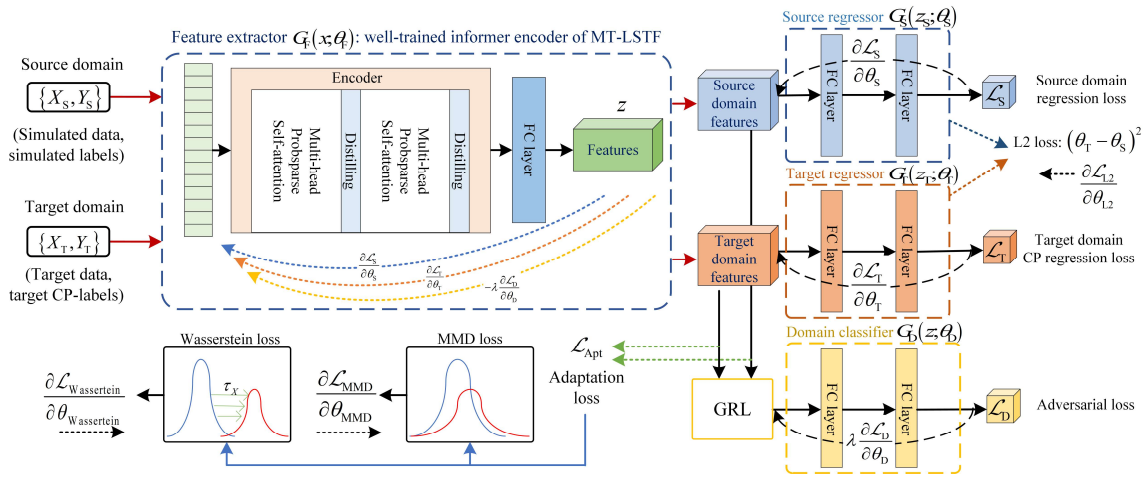 Feature extractor G_F(x;θ_F): well-trained informer encoder of MT-LSTF
Source domain
{X_S, Y_S}
(Simulated data,
simulated labels)
Target domain
{X_T, Y_T}
(Target data,
target CP-labels)
Encoder
Multi-head
Probsparse
Self-attention
Distilling
Multi-head
Probsparse
Self-attention
Distilling
FC layer
z
Features
∂ℒ_S/∂θ_S
∂ℒ_T/∂θ_T
-λ ∂ℒ_D/∂θ_D
Source
domain
features
Target
domain
features
Source regressor G_S(z_S;θ_S)
FC layer
FC layer
∂ℒ_S/∂θ_S
ℒ_S
Source domain
regression loss
L2 loss: (θ_T − θ_S)²
∂ℒ_L2/∂θ_L2
Target regressor G_T(z_T;θ_T)
FC layer
FC layer
∂ℒ_T/∂θ_T
ℒ_T
Target domain
CP regression loss
Domain classifier G_D(z;θ_D)
GRL
FC layer
FC layer
λ ∂ℒ_D/∂θ_D
ℒ_D
Adversarial loss
ℒ_Apt
Adaptation
loss
Wasserstein loss
τ_X
∂ℒ_Wassertein/∂θ_Wassertein
MMD loss
∂ℒ_MMD/∂θ_MMD